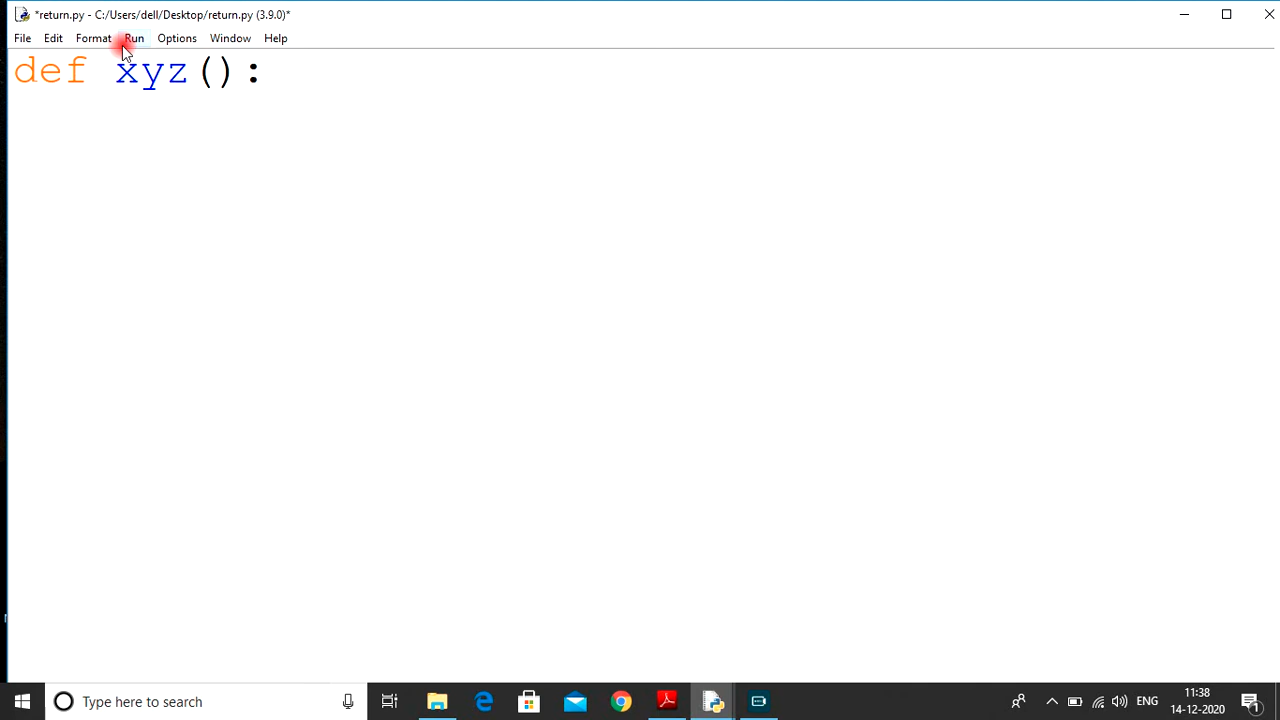 *return.py - C:/Users/dell/Desktop/return.py (3.9.0)*
File Edit Format Run Options Window Help
def xyz():
Type here to search
ENG
11:38
14-12-2020
1